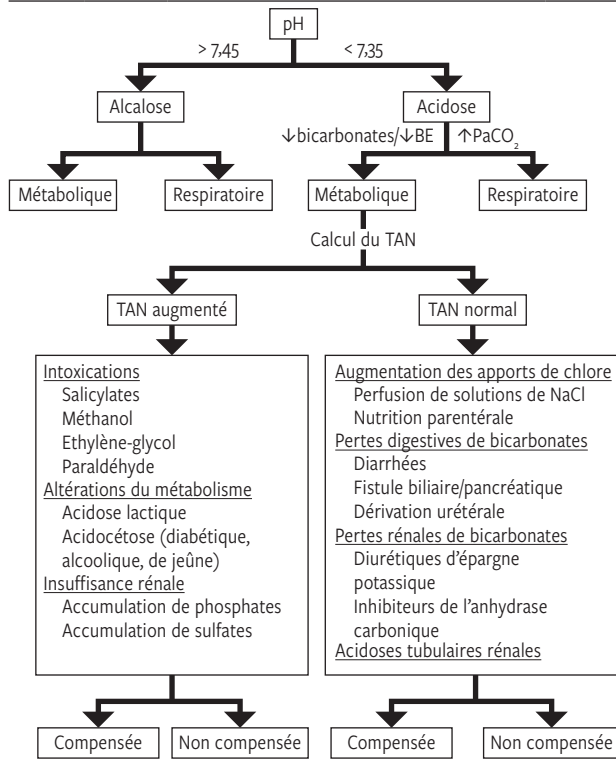 pH
> 7,45
< 7,35
Alcalose
Acidose
↓bicarbonates/↓BE
↑PaCO₂
Métabolique
Respiratoire
Métabolique
Respiratoire
Calcul du TAN
TAN augmenté
TAN normal
Intoxications
Salicylates
Méthanol
Ethylène-glycol
Paraldéhyde
Altérations du métabolisme
Acidose lactique
Acidocétose (diabétique,
alcoolique, de jeûne)
Insuffisance rénale
Accumulation de phosphates
Accumulation de sulfates
Augmentation des apports de chlore
Perfusion de solutions de NaCl
Nutrition parentérale
Pertes digestives de bicarbonates
Diarrhées
Fistule biliaire/pancréatique
Dérivation urétérale
Pertes rénales de bicarbonates
Diurétiques d'épargne
potassique
Inhibiteurs de l'anhydrase
carbonique
Acidoses tubulaires rénales
Compensée
Non compensée
Compensée
Non compensée